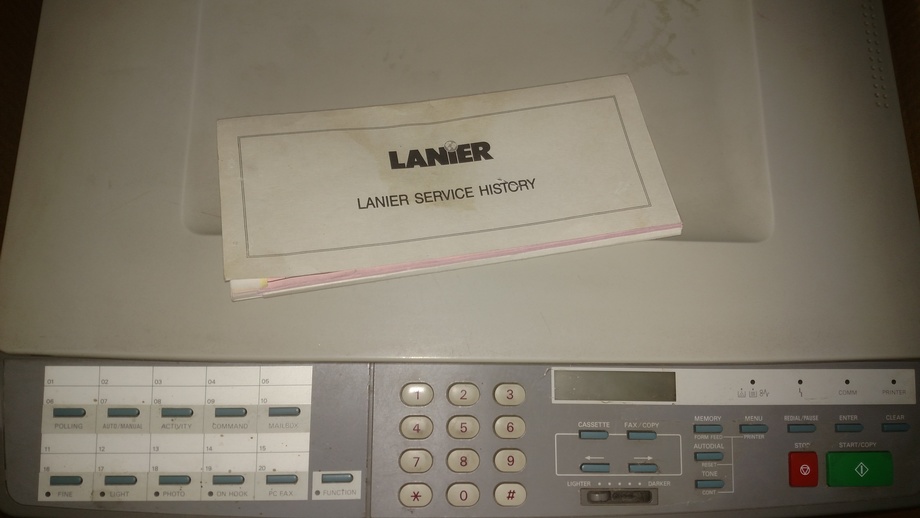 LANIER
LANIER SERVICE HISTORY
01 02 03 04 05
06 07 08 09 10
POLLING AUTO/MANUAL ACTIVITY COMMAND MAILBOX
11 12 13 14 15
16 17 18 19 20
FINE LIGHT PHOTO ON HOOK PC FAX FUNCTION
1 2 3
4 5 6
7 8 9
* 0 #
COMM. PRINTER
CASSETTE FAX/COPY
LIGHTER DARKER
MEMORY MENU REDIAL/PAUSE ENTER CLEAR
FORM FEED PRINTER
AUTODIAL STOP START/COPY
RESET
TONE
CONT